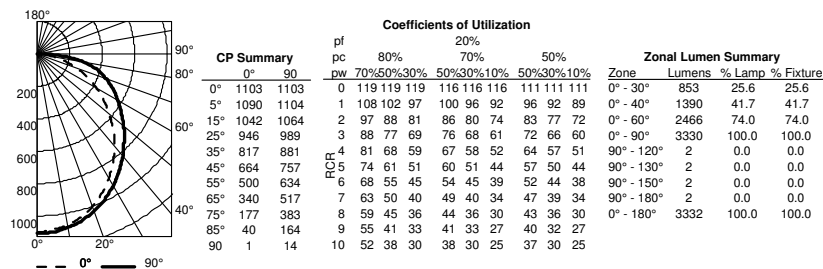 180°
90°
80°
60°
40°
200
400
600
800
1000
0° 20°
0° 90°
CP Summary
0° 90
0° 1103 1103
5° 1090 1104
15° 1042 1064
25° 946 989
35° 817 881
45° 664 757
55° 500 634
65° 340 517
75° 177 383
85° 40 164
90 1 14
Coefficients of Utilization
pf 20%
pc 80% 70% 50%
pw 70%50%30% 50%30%10% 50%30%10%
RCR
0 119 119 119 116 116 116 111 111 111
1 108 102 97 100 96 92 96 92 89
2 97 88 81 86 80 74 83 77 72
3 88 77 69 76 68 61 72 66 60
4 81 68 59 67 58 52 64 57 51
5 74 61 51 60 51 44 57 50 44
6 68 55 45 54 45 39 52 44 38
7 63 50 40 49 40 34 47 39 34
8 59 45 36 44 36 30 43 36 30
9 55 41 33 41 33 27 40 32 27
10 52 38 30 38 30 25 37 30 25
Zonal Lumen Summary
Zone Lumens % Lamp % Fixture
0° - 30° 853 25.6 25.6
0° - 40° 1390 41.7 41.7
0° - 60° 2466 74.0 74.0
0° - 90° 3330 100.0 100.0
90° - 120° 2 0.0 0.0
90° - 130° 2 0.0 0.0
90° - 150° 2 0.0 0.0
90° - 180° 2 0.0 0.0
0° - 180° 3332 100.0 100.0